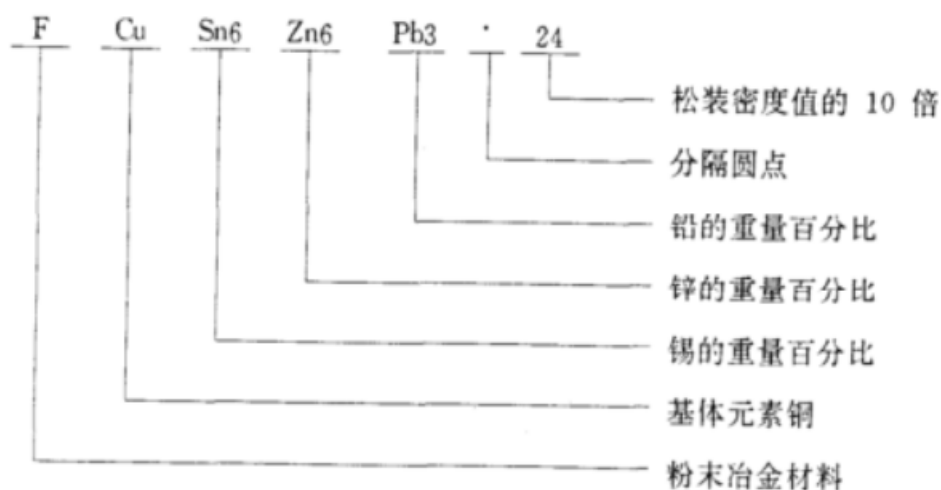 F Cu Sn6 Zn6 Pb3 · 24
松装密度值的 10 倍
分隔圆点
铅的重量百分比
锌的重量百分比
锡的重量百分比
基体元素铜
粉末冶金材料